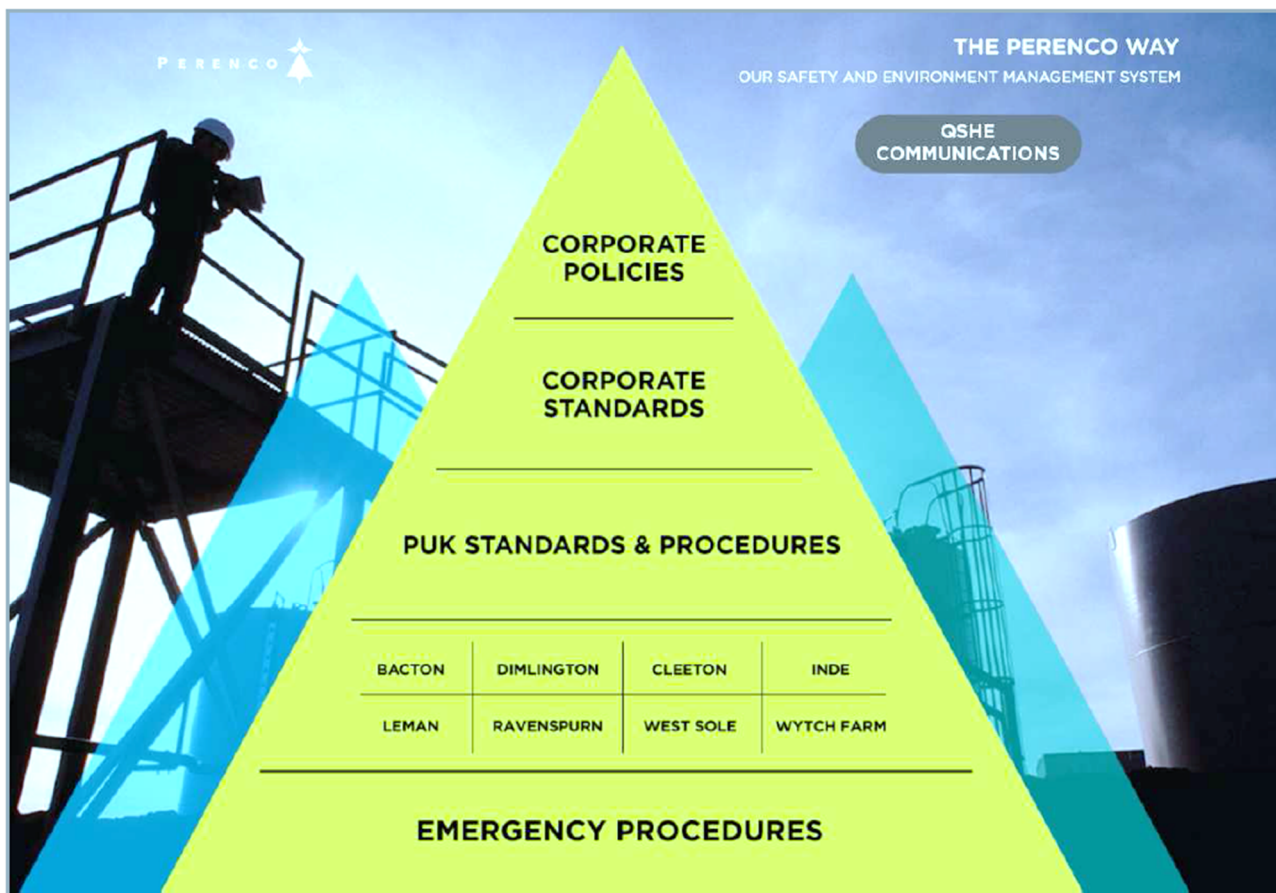 PERENCO
THE PERENCO WAY
OUR SAFETY AND ENVIRONMENT MANAGEMENT SYSTEM
QSHE
COMMUNICATIONS
CORPORATE
POLICIES
CORPORATE
STANDARDS
PUK STANDARDS & PROCEDURES
BACTON DIMLINGTON CLEETON INDE
LEMAN RAVENSPURN WEST SOLE WYTCH FARM
EMERGENCY PROCEDURES